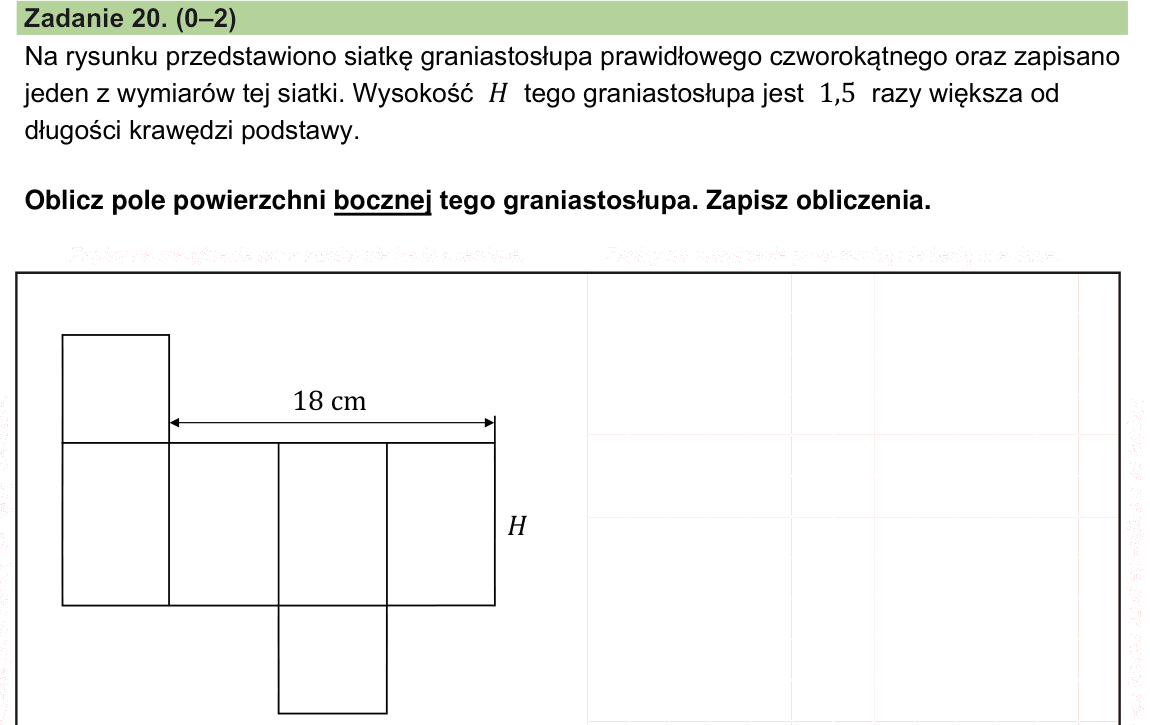 Zadanie 20. (0–2)
Na rysunku przedstawiono siatkę graniastosłupa prawidłowego czworokątnego oraz zapisano
jeden z wymiarów tej siatki. Wysokość H tego graniastosłupa jest 1,5 razy większa od
długości krawędzi podstawy.
Oblicz pole powierzchni bocznej tego graniastosłupa. Zapisz obliczenia.
18 cm
H